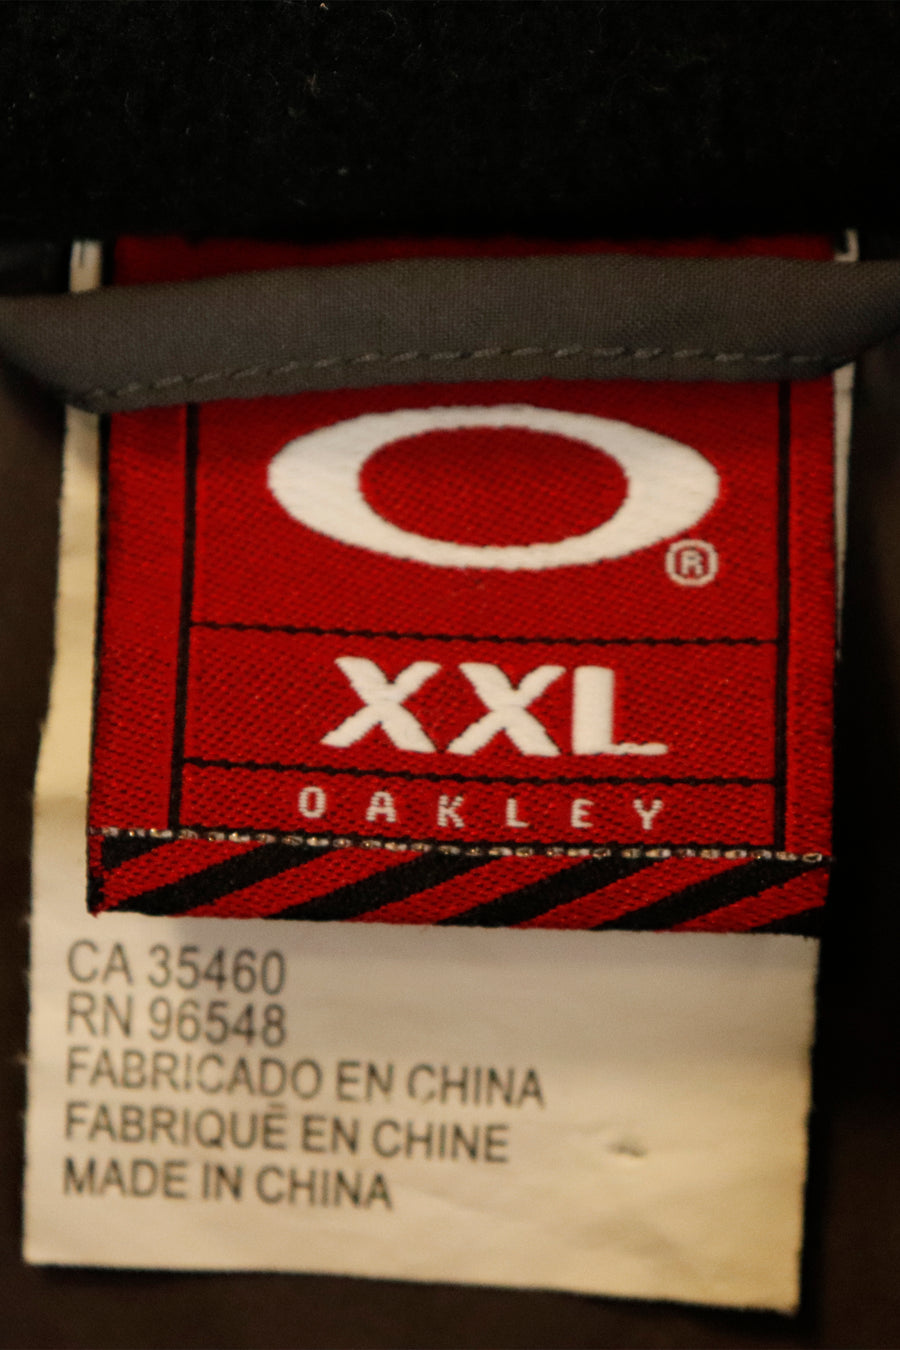 ®
XXL
OAKLEY
CA 35460
RN 96548
FABRICADO EN CHINA
FABRIQUÉ EN CHINE
MADE IN CHINA